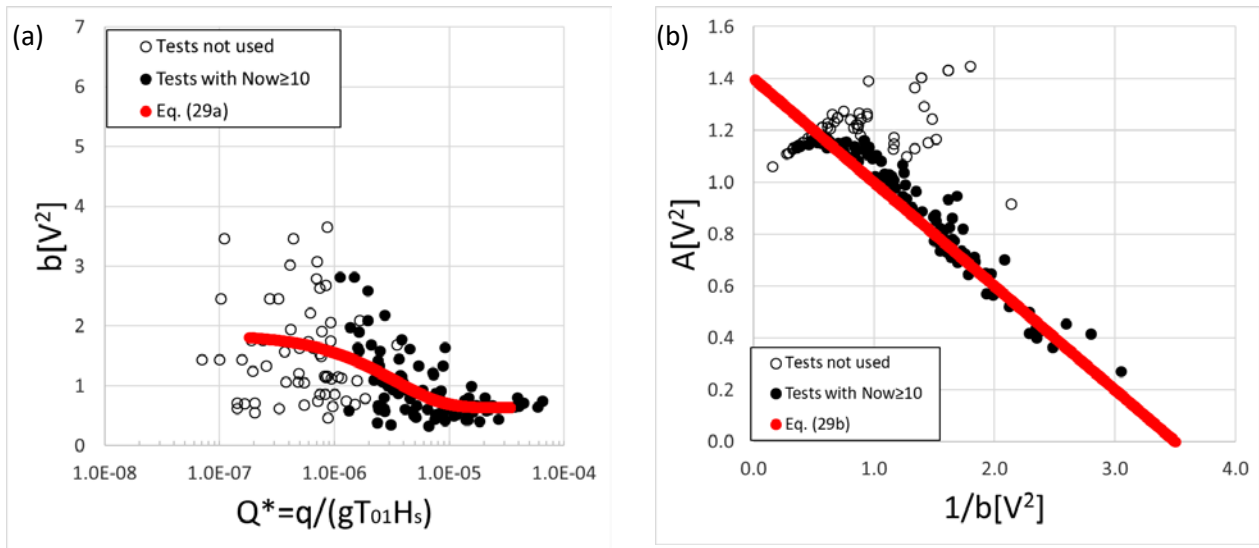 (a)
7
6
5
4
3
2
1
0
b[V²]
Tests not used
Tests with Now≥10
Eq. (29a)
1.0E-08 1.0E-07 1.0E-06 1.0E-05 1.0E-04
Q*=q/(gT₀₁Hₛ)
(b)
1.6
1.4
1.2
1.0
0.8
0.6
0.4
0.2
0.0
A[V²]
Tests not used
Tests with Now≥10
Eq. (29b)
0.0 1.0 2.0 3.0 4.0
1/b[V²]